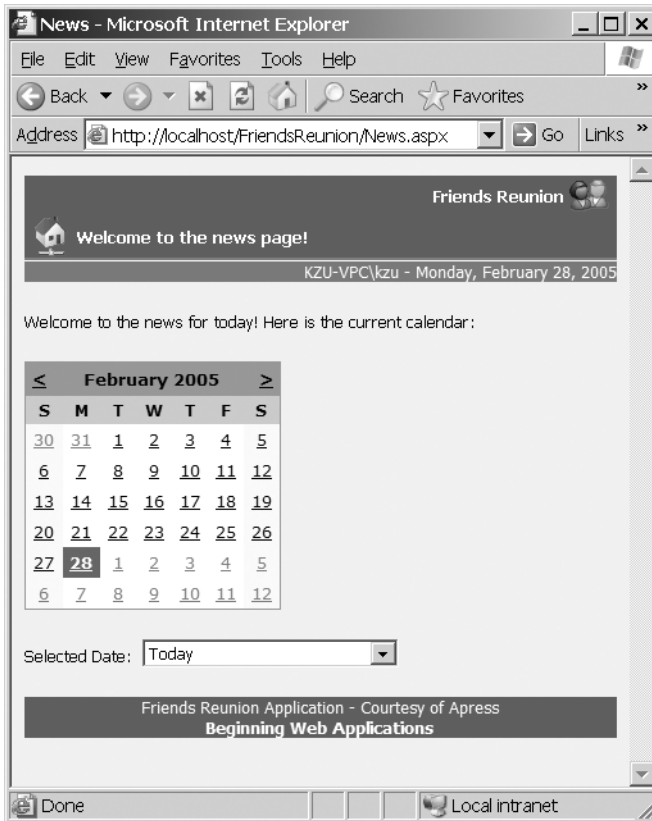 News - Microsoft Internet Explorer
File Edit View Favorites Tools Help
Back Search Favorites »
Address http://localhost/FriendsReunion/News.aspx Go Links »
Friends Reunion
Welcome to the news page!
KZU-VPC\kzu - Monday, February 28, 2005
Welcome to the news for today! Here is the current calendar:
< February 2005 >
S M T W T F S
30 31 1 2 3 4 5
6 7 8 9 10 11 12
13 14 15 16 17 18 19
20 21 22 23 24 25 26
27 28 1 2 3 4 5
6 7 8 9 10 11 12
Selected Date: Today
Friends Reunion Application - Courtesy of Apress
Beginning Web Applications
Done Local intranet